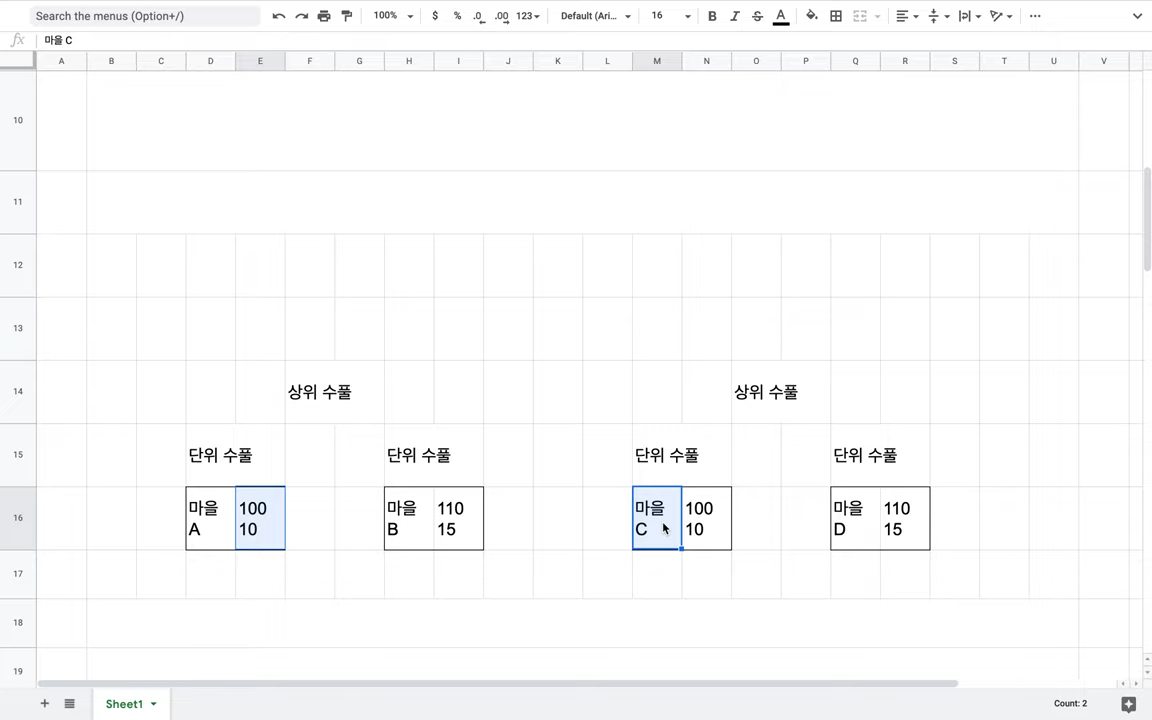 Search the menus (Option+/) 100% $ % .0 .00 123 Default (Ari... 16 B I S A ...
fx 마을 C
A B C D E F G H I J K L M N O P Q R S T U V
10
11
12
13
14 상위 수풀 상위 수풀
15 단위 수풀 단위 수풀 단위 수풀 단위 수풀
마을 100 마을 110 마을 100 마을 110
16
A 10 B 15 C 10 D 15
17
18
19
+ Sheet1 Count: 2